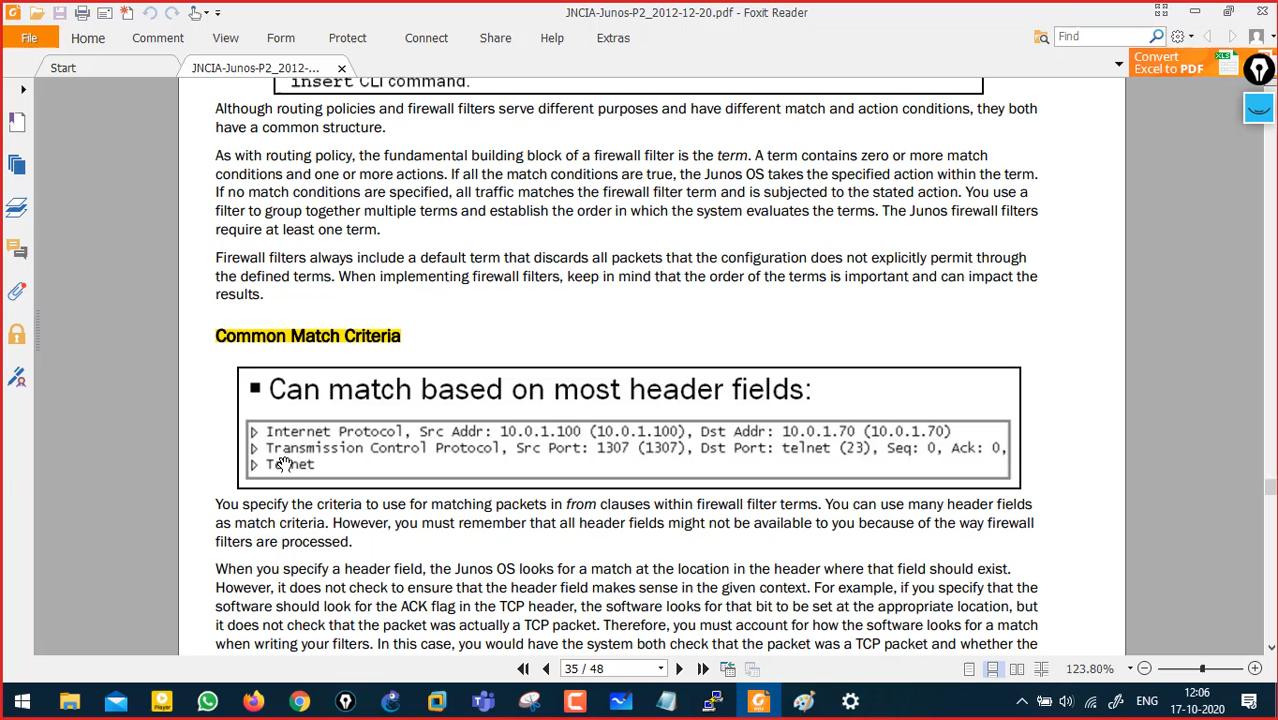 JNCIA-Junos-P2_2012-12-20.pdf - Foxit Reader
File Home Comment View Form Protect Connect Share Help Extras Find
Start JNCIA-Junos-P2_2012-...
Convert
Excel to PDF
XLS
insert CLI command.
Although routing policies and firewall filters serve different purposes and have different match and action conditions, they both
have a common structure.
As with routing policy, the fundamental building block of a firewall filter is the term. A term contains zero or more match
conditions and one or more actions. If all the match conditions are true, the Junos OS takes the specified action within the term.
If no match conditions are specified, all traffic matches the firewall filter term and is subjected to the stated action. You use a
filter to group together multiple terms and establish the order in which the system evaluates the terms. The Junos firewall filters
require at least one term.
Firewall filters always include a default term that discards all packets that the configuration does not explicitly permit through
the defined terms. When implementing firewall filters, keep in mind that the order of the terms is important and can impact the
results.
Common Match Criteria
■ Can match based on most header fields:
Internet Protocol, Src Addr: 10.0.1.100 (10.0.1.100), Dst Addr: 10.0.1.70 (10.0.1.70)
Transmission Control Protocol, Src Port: 1307 (1307), Dst Port: telnet (23), Seq: 0, Ack: 0,
Telnet
You specify the criteria to use for matching packets in from clauses within firewall filter terms. You can use many header fields
as match criteria. However, you must remember that all header fields might not be available to you because of the way firewall
filters are processed.
When you specify a header field, the Junos OS looks for a match at the location in the header where that field should exist.
However, it does not check to ensure that the header field makes sense in the given context. For example, if you specify that the
software should look for the ACK flag in the TCP header, the software looks for that bit to be set at the appropriate location, but
it does not check that the packet was actually a TCP packet. Therefore, you must account for how the software looks for a match
when writing your filters. In this case, you would have the system both check that the packet was a TCP packet and whether the
35 / 48 123.80%
ENG 12:06
17-10-2020